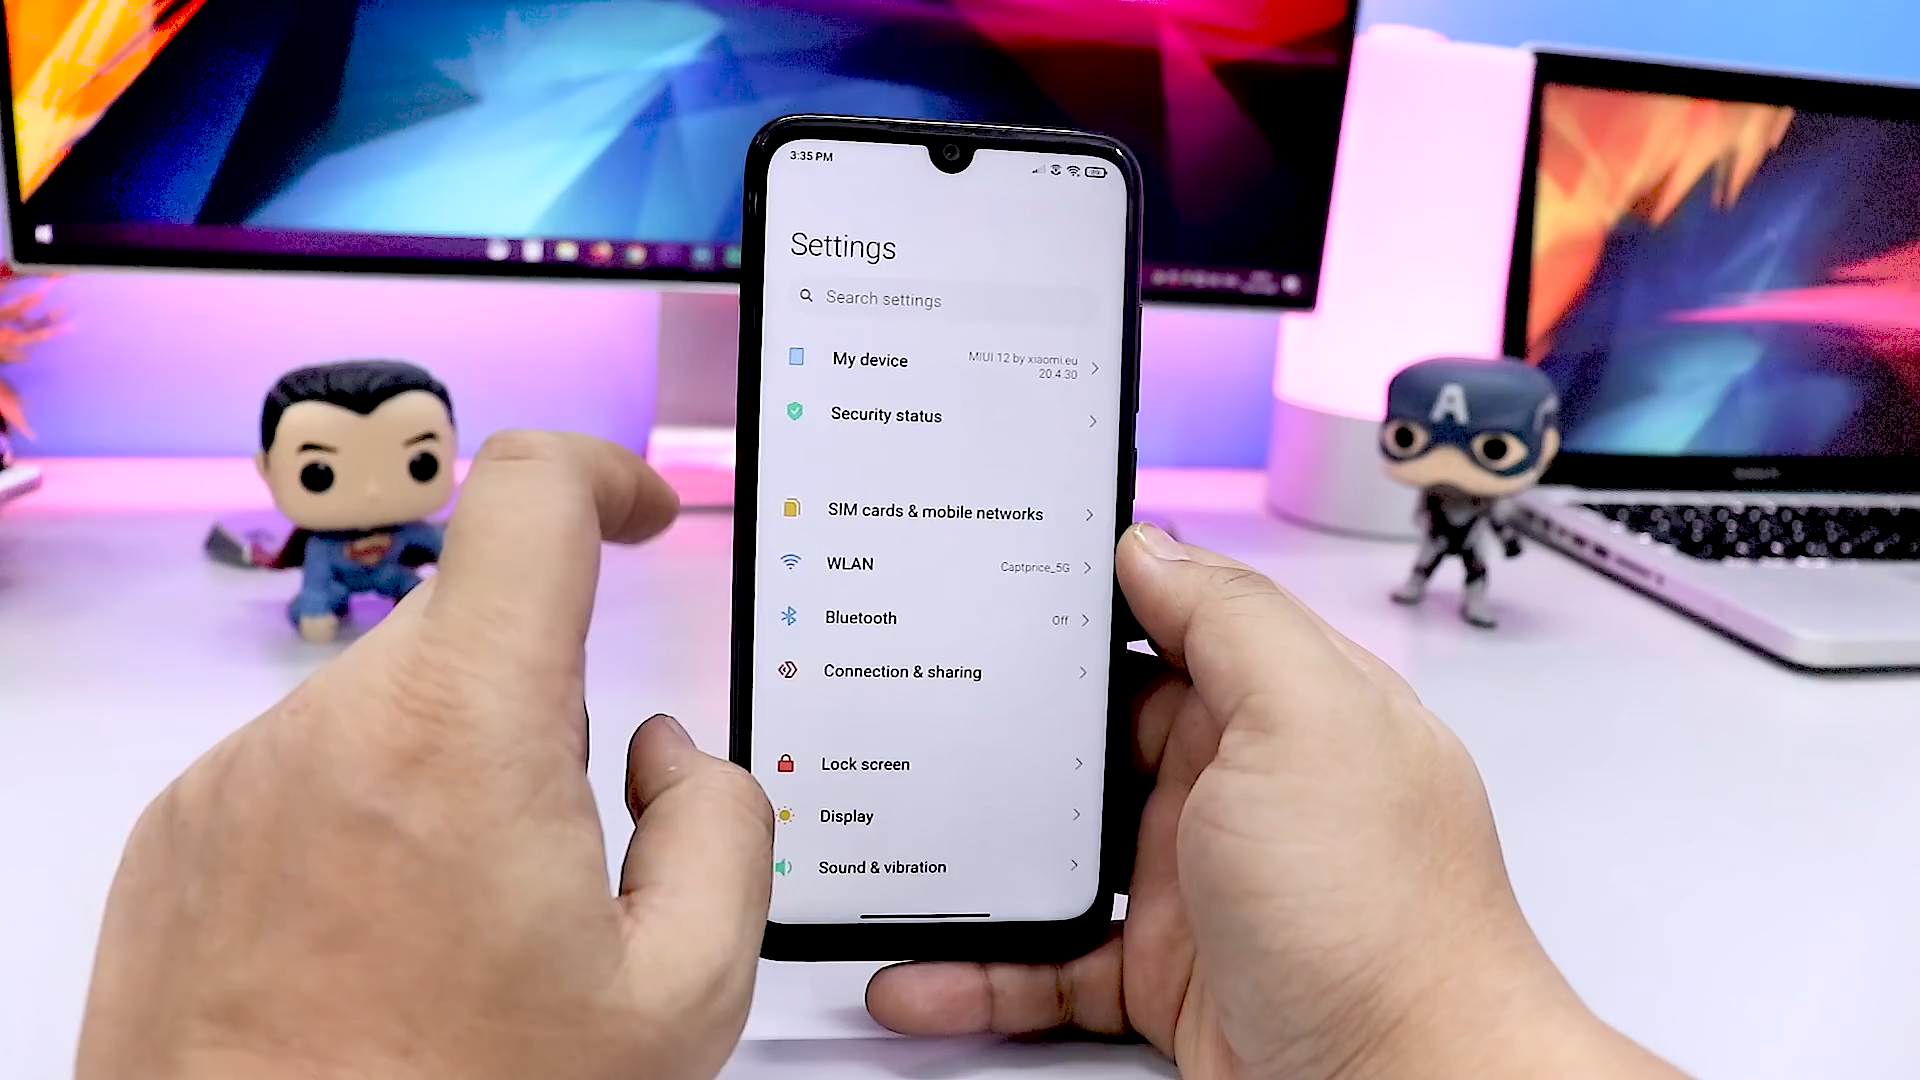 3:35 PM
Settings
Search settings
My device
MIUI 12 by xiaomi.eu
20.4.30
Security status
SIM cards & mobile networks
WLAN
Captprice_5G
Bluetooth
Off
Connection & sharing
Lock screen
Display
Sound & vibration
A